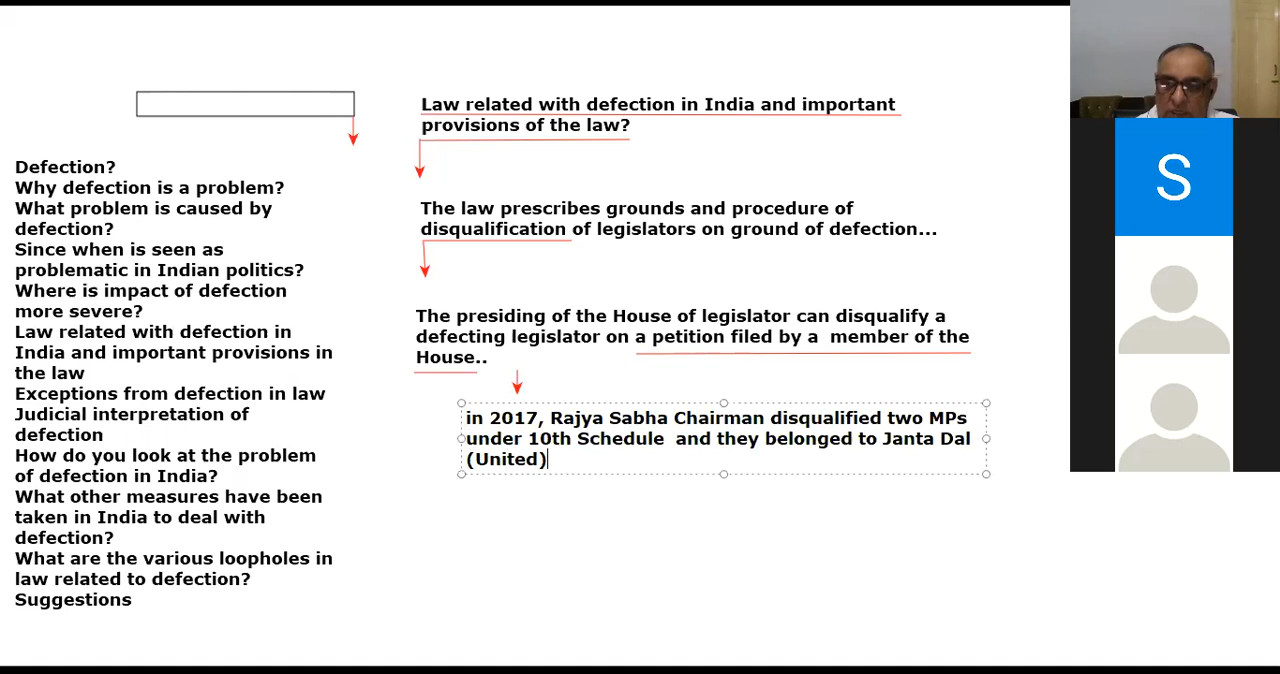 Defection?
Why defection is a problem?
What problem is caused by
defection?
Since when is seen as
problematic in Indian politics?
Where is impact of defection
more severe?
Law related with defection in
India and important provisions in
the law
Exceptions from defection in law
Judicial interpretation of
defection
How do you look at the problem
of defection in India?
What other measures have been
taken in India to deal with
defection?
What are the various loopholes in
law related to defection?
Suggestions
Law related with defection in India and important
provisions of the law?
The law prescribes grounds and procedure of
disqualification of legislators on ground of defection...
The presiding of the House of legislator can disqualify a
defecting legislator on a petition filed by a  member of the
House..
in 2017, Rajya Sabha Chairman disqualified two MPs
under 10th Schedule  and they belonged to Janta Dal
(United)
S